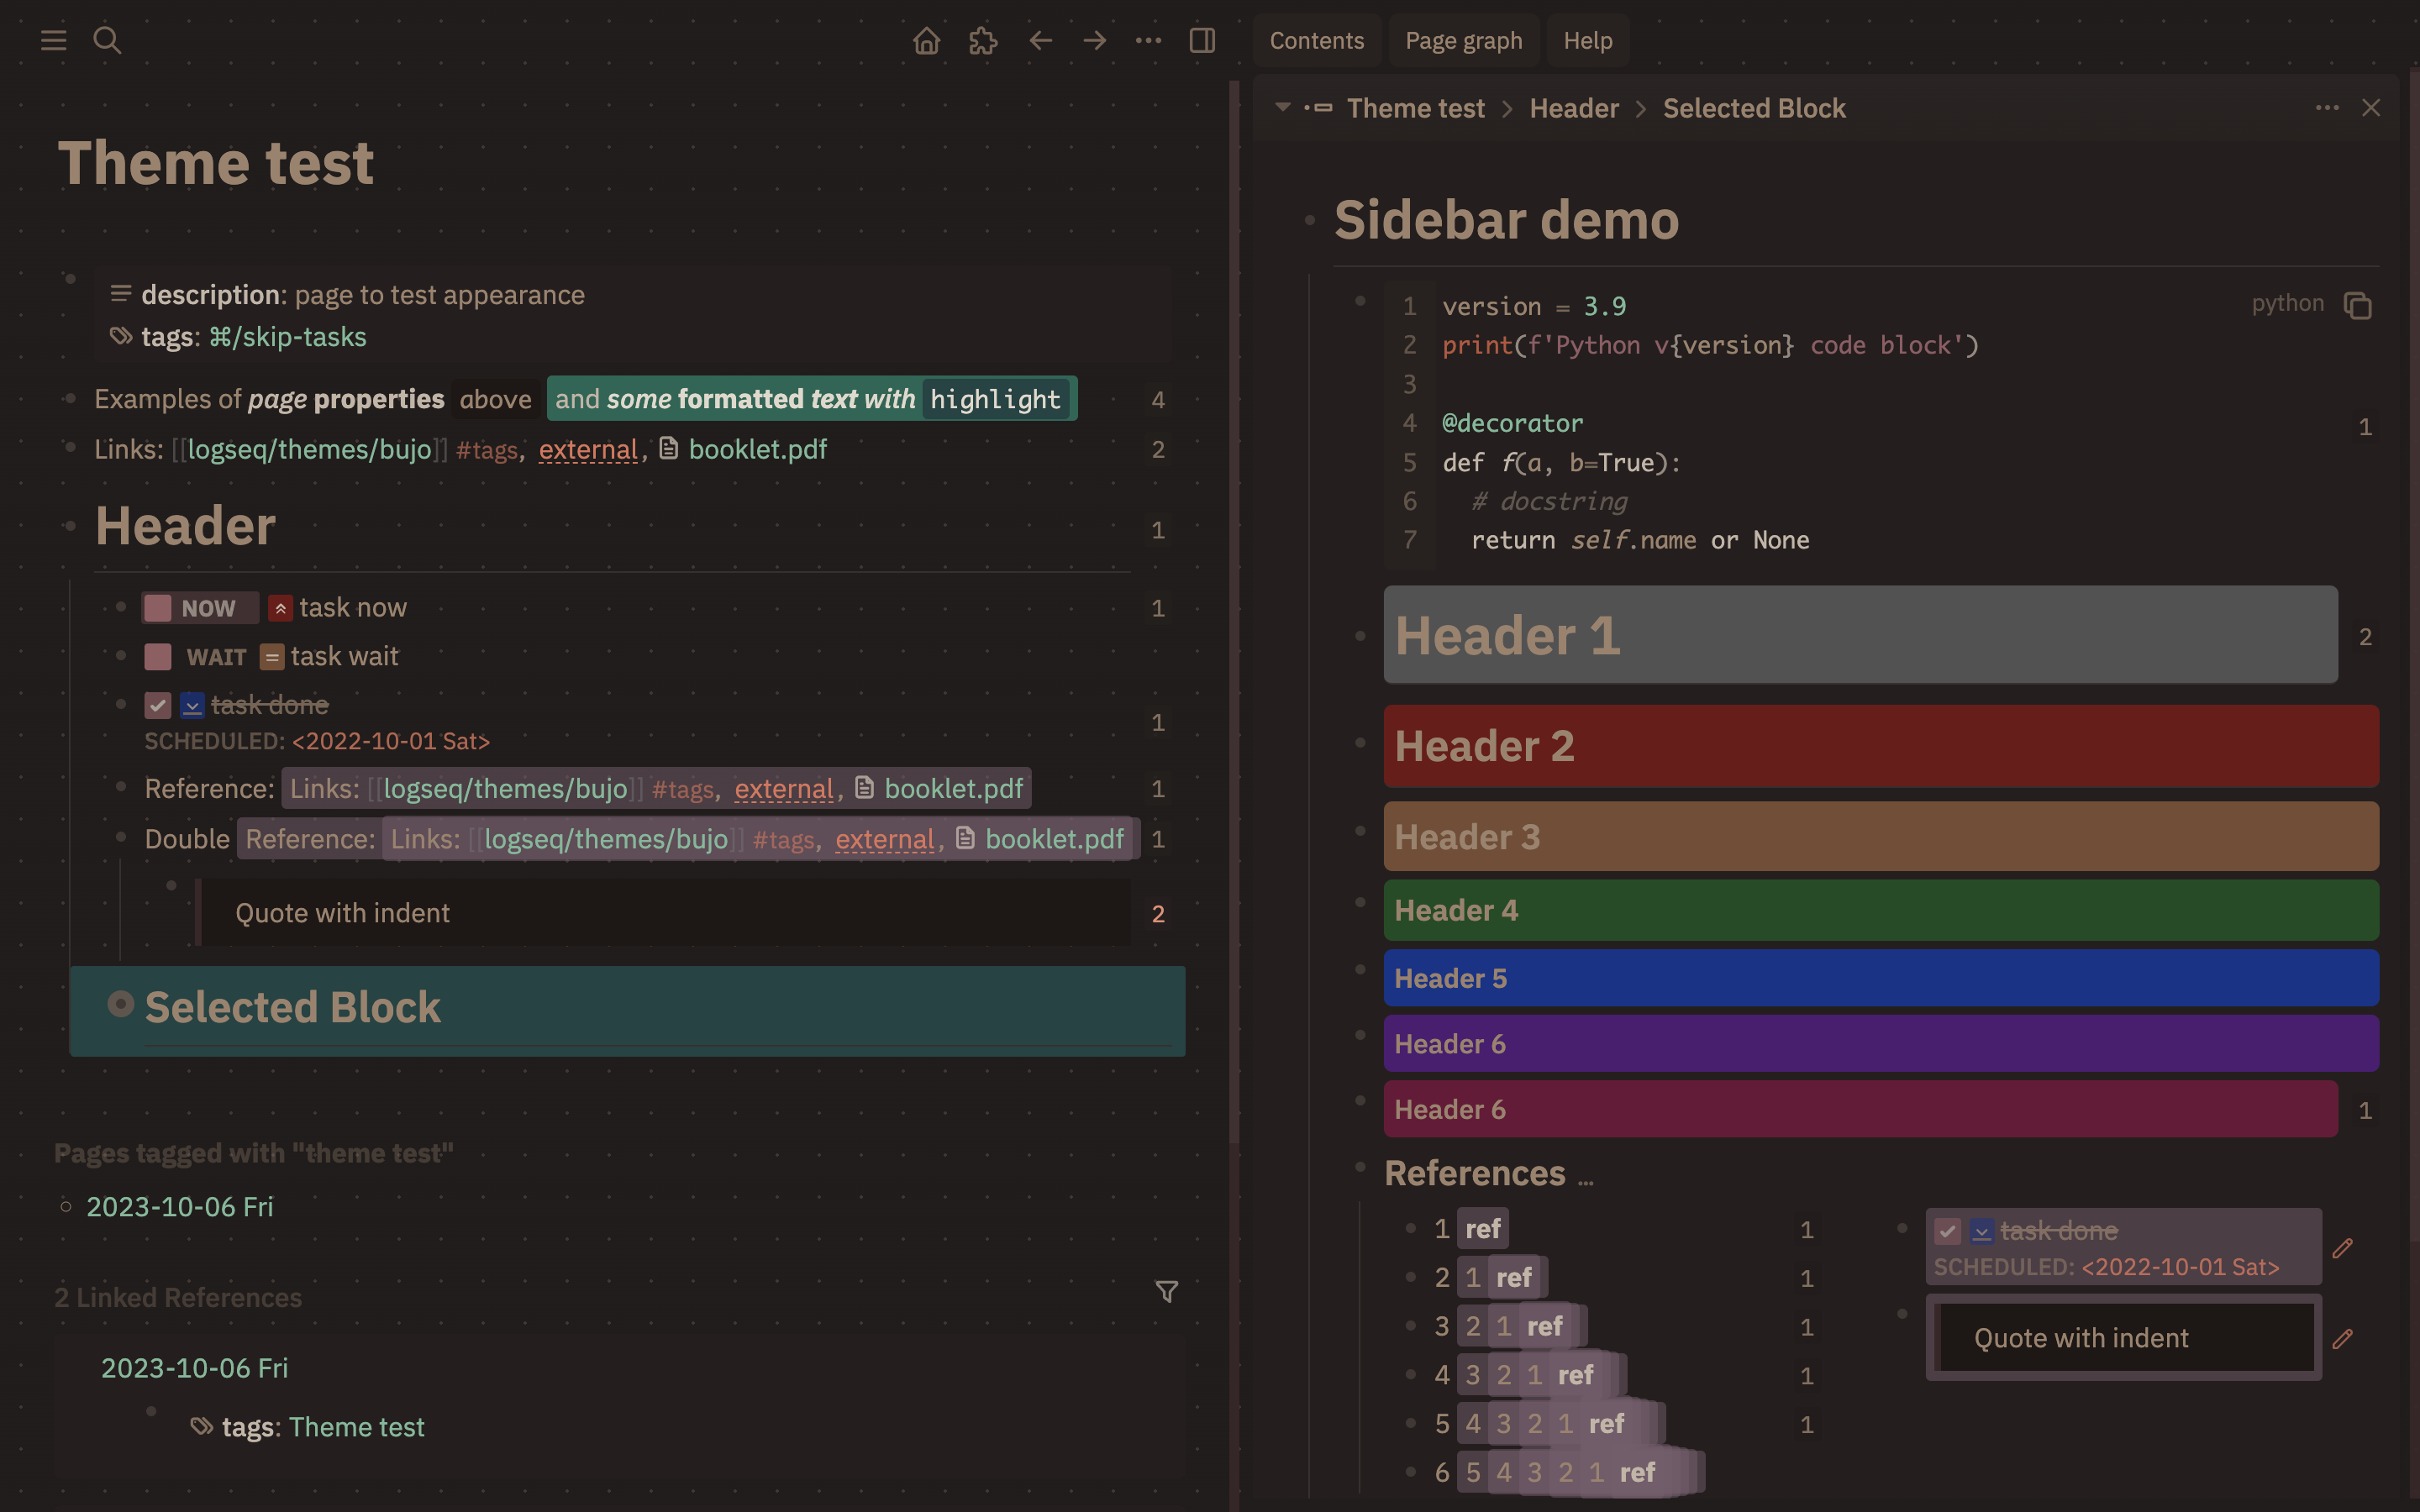 Theme test
description: page to test appearance
tags: ⌘/skip-tasks
Examples of page properties above and some formatted text with highlight 4
Links: [[logseq/themes/bujo]] #tags, external, booklet.pdf 2
Header 1
NOW task now 1
WAIT = task wait
task done
SCHEDULED: <2022-10-01 Sat> 1
Reference: Links: [[logseq/themes/bujo]] #tags, external, booklet.pdf 1
Double Reference: Links: [[logseq/themes/bujo]] #tags, external, booklet.pdf 1
Quote with indent 2
Selected Block
Pages tagged with "theme test"
2023-10-06 Fri
2 Linked References
2023-10-06 Fri
tags: Theme test
Contents Page graph Help
Theme test > Header > Selected Block
Sidebar demo
python
1 version = 3.9
2 print(f'Python v{version} code block')
3
4 @decorator 1
5 def f(a, b=True):
6 # docstring
7 return self.name or None
Header 1 2
Header 2
Header 3
Header 4
Header 5
Header 6
Header 6 1
References ...
1 ref 1
2 1 ref 1
3 2 1 ref 1
4 3 2 1 ref 1
5 4 3 2 1 ref 1
6 5 4 3 2 1 ref
task done
SCHEDULED: <2022-10-01 Sat>
Quote with indent